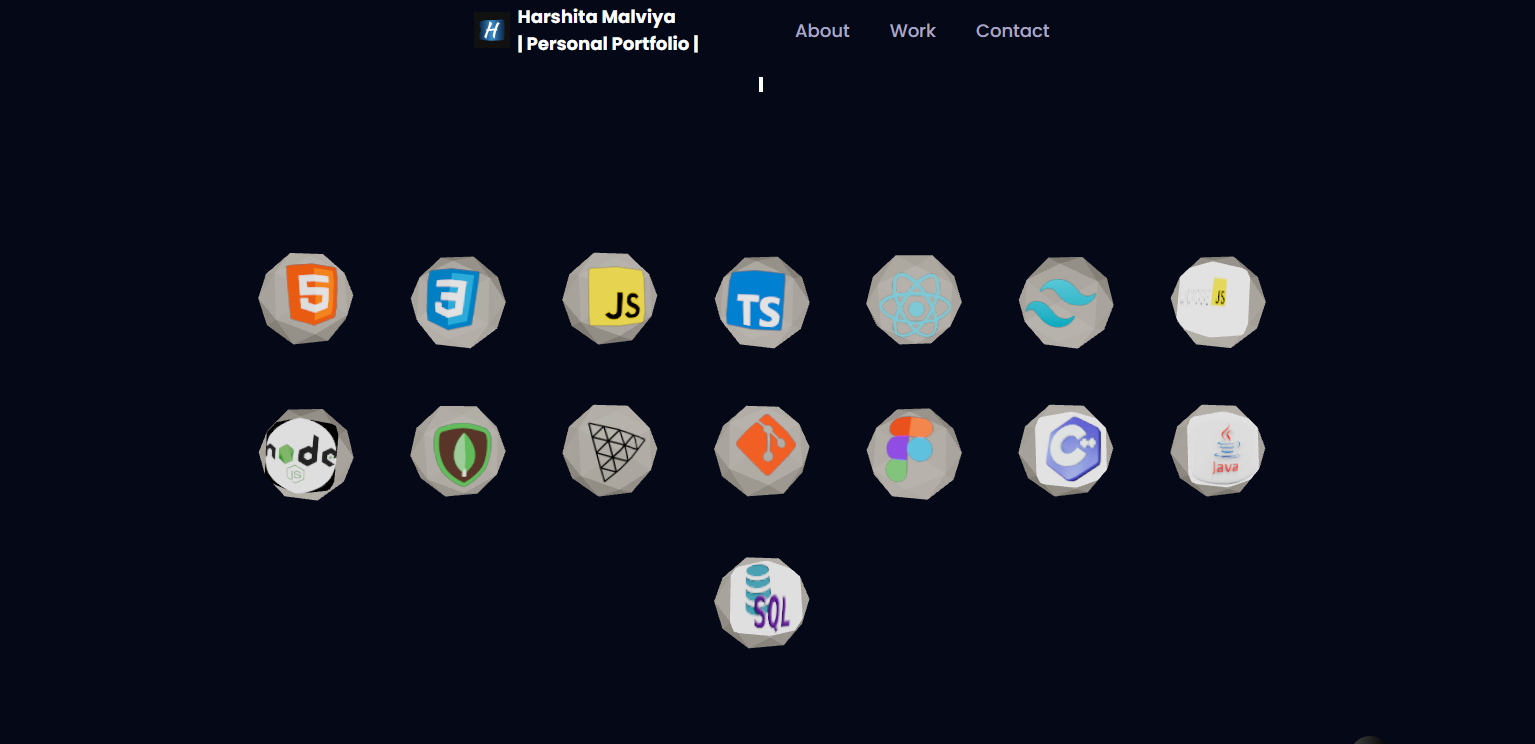 H
Harshita Malviya
| Personal Portfolio |
About
Work
Contact
5
3
JS
TS
JS
node
JS
C++
Java
SQL